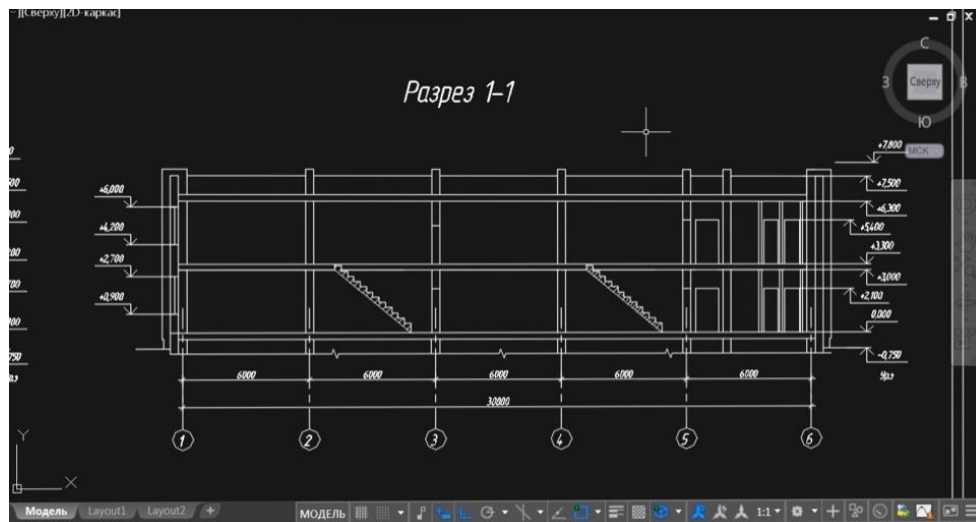 ][Сверху][2D-каркас]
С
З
Сверху
В
Ю
МСК
Разрез 1-1
+7,800
+7,500
+6,300
+5,400
+3,300
+3,000
+2,100
0,000
-0,750
+6,000
+4,200
+2,700
+0,900
6000 6000 6000 6000 6000
30000
1 2 3 4 5 6
Y
X
Модель Layout1 Layout2 +
МОДЕЛЬ 1:1